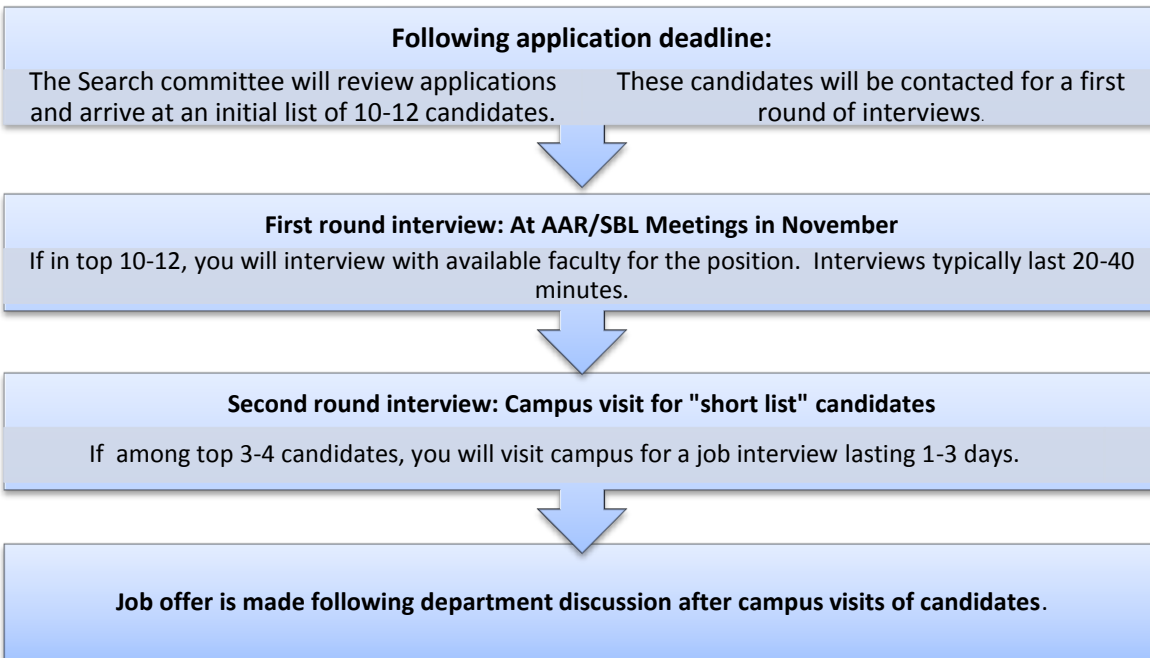 Following application deadline:
The Search committee will review applications
and arrive at an initial list of 10-12 candidates.
These candidates will be contacted for a first
round of interviews.
First round interview: At AAR/SBL Meetings in November
If in top 10-12, you will interview with available faculty for the position.  Interviews typically last 20-40
minutes.
Second round interview: Campus visit for "short list" candidates
If  among top 3-4 candidates, you will visit campus for a job interview lasting 1-3 days.
Job offer is made following department discussion after campus visits of candidates.